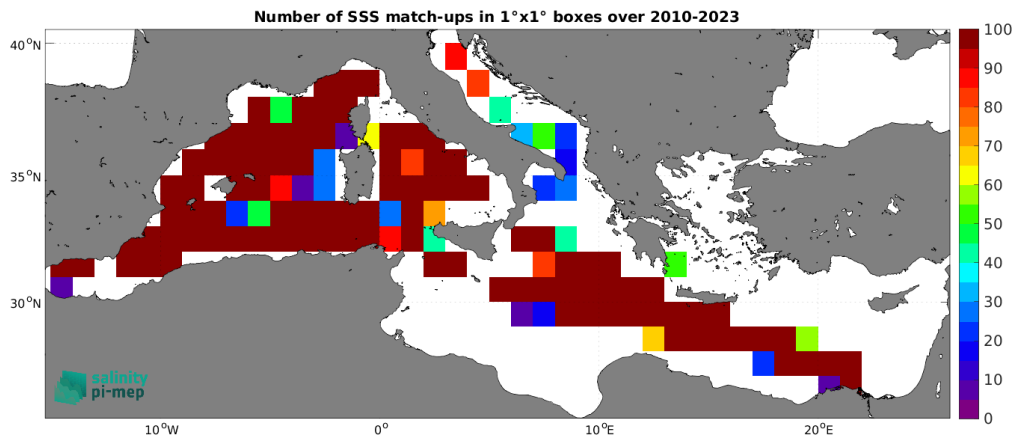 Number of SSS match-ups in 1°x1° boxes over 2010-2023
40°N
35°N
30°N
10°W
0°
10°E
20°E
100
90
80
70
60
50
40
30
20
10
0
salinity
pi-mep